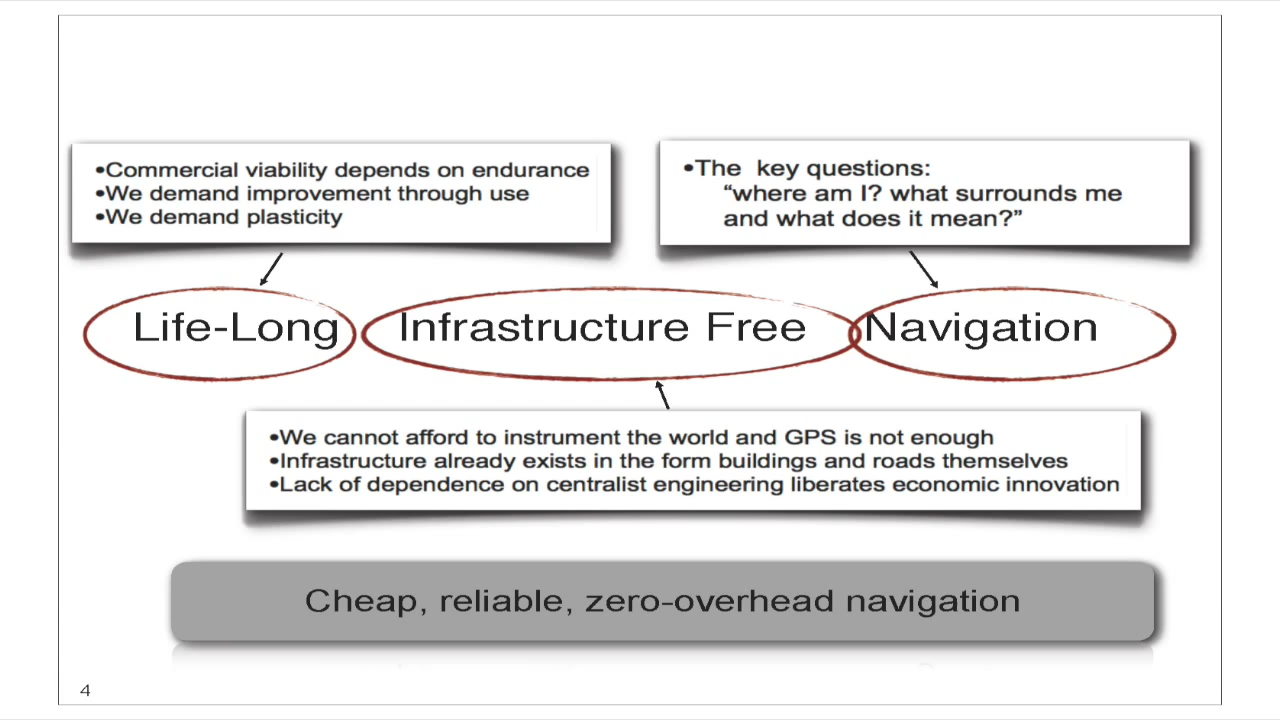 •Commercial viability depends on endurance
•We demand improvement through use
•We demand plasticity
•The key questions:
“where am I? what surrounds me
and what does it mean?”
Life-Long Infrastructure Free Navigation
•We cannot afford to instrument the world and GPS is not enough
•Infrastructure already exists in the form buildings and roads themselves
•Lack of dependence on centralist engineering liberates economic innovation
Cheap, reliable, zero-overhead navigation
4